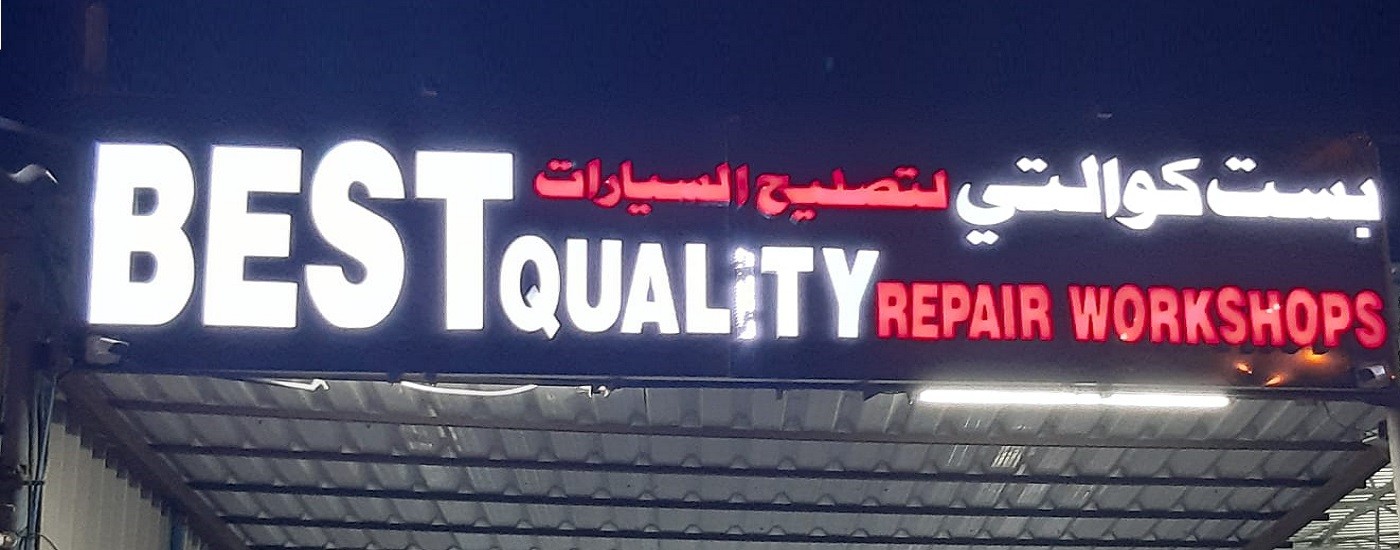 بست كوالتي لتصليح السيارات
BEST QUALITY REPAIR WORKSHOPS